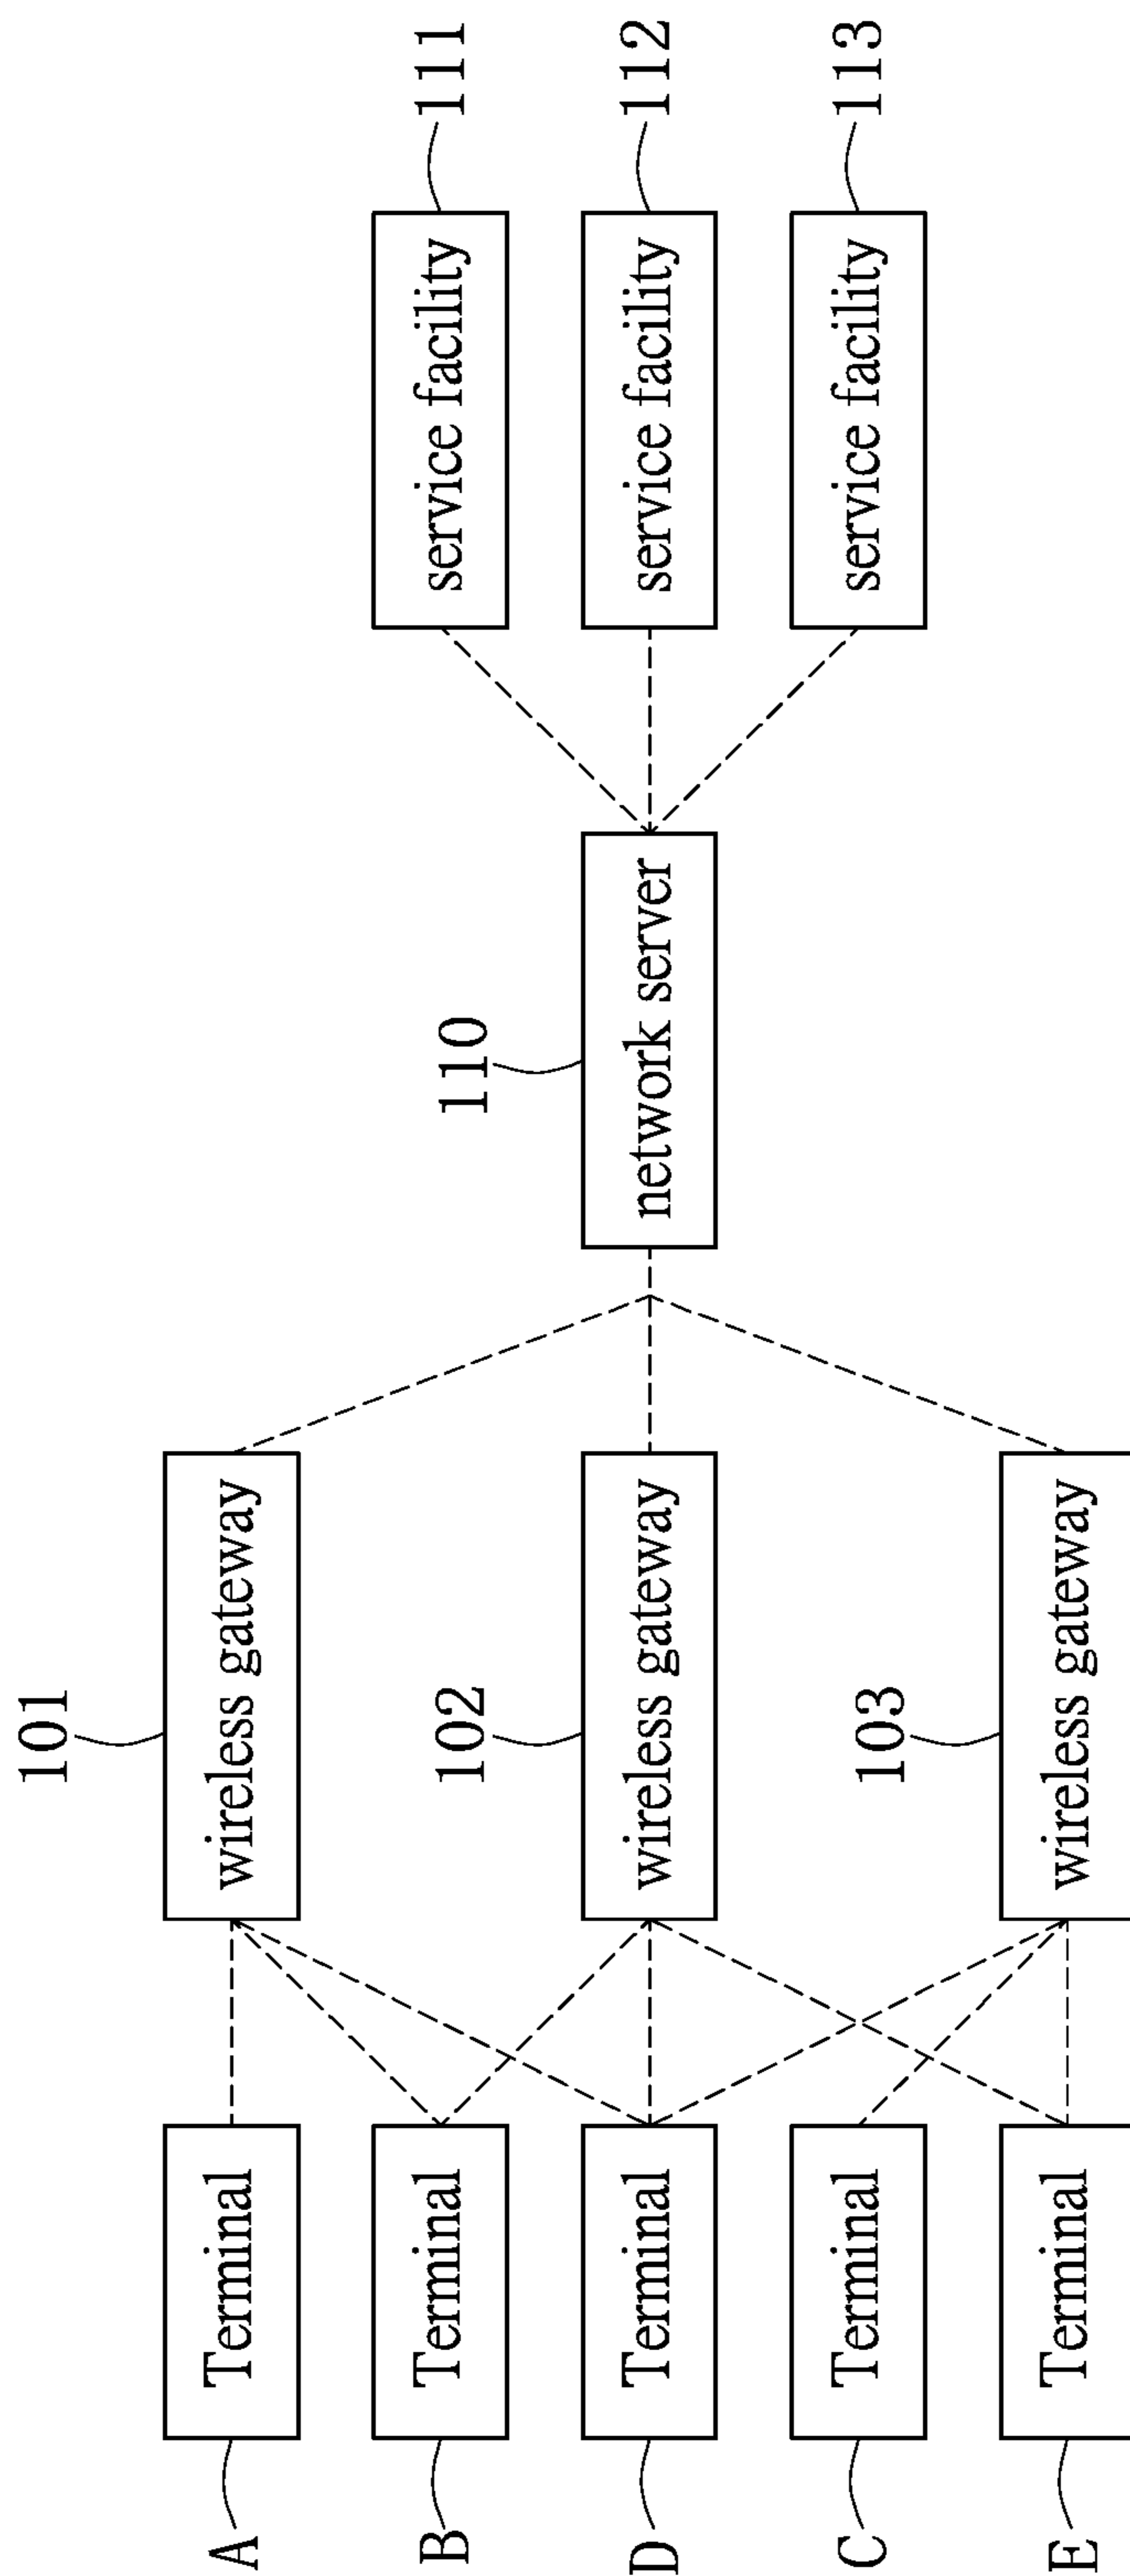 A
Terminal
B
Terminal
D
Terminal
C
Terminal
E
Terminal
101
wireless gateway
102
wireless gateway
103
wireless gateway
110
network server
111
service facility
112
service facility
113
service facility